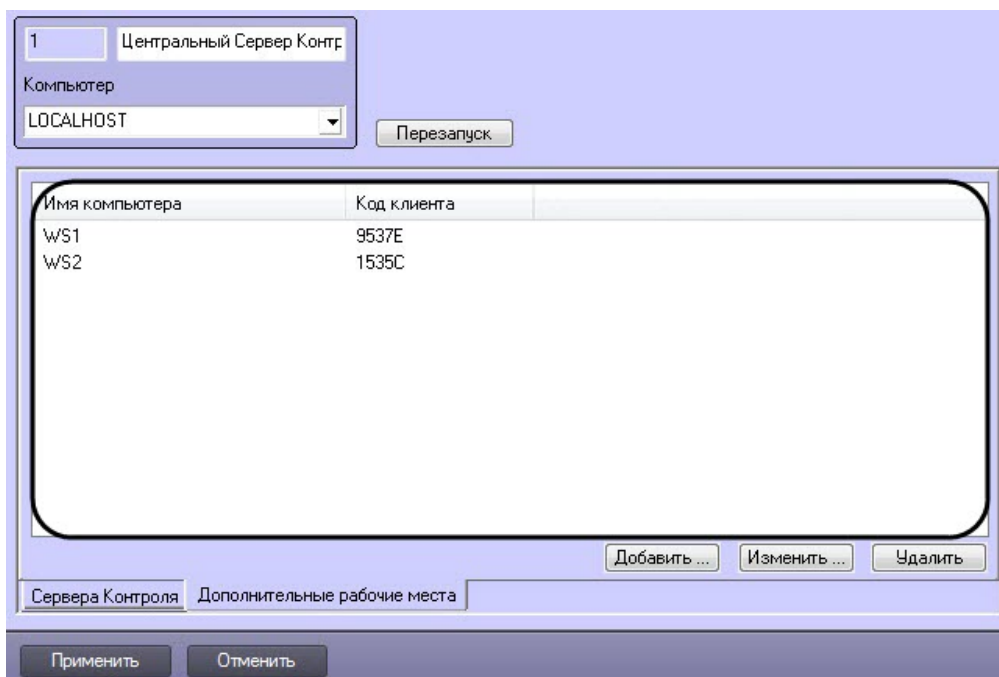 1 Центральный Сервер Контр
Компьютер
LOCALHOST
Перезапуск
Имя компьютера Код клиента
WS1 9537E
WS2 1535C
Добавить ... Изменить ... Удалить
Сервера Контроля Дополнительные рабочие места
Применить Отменить